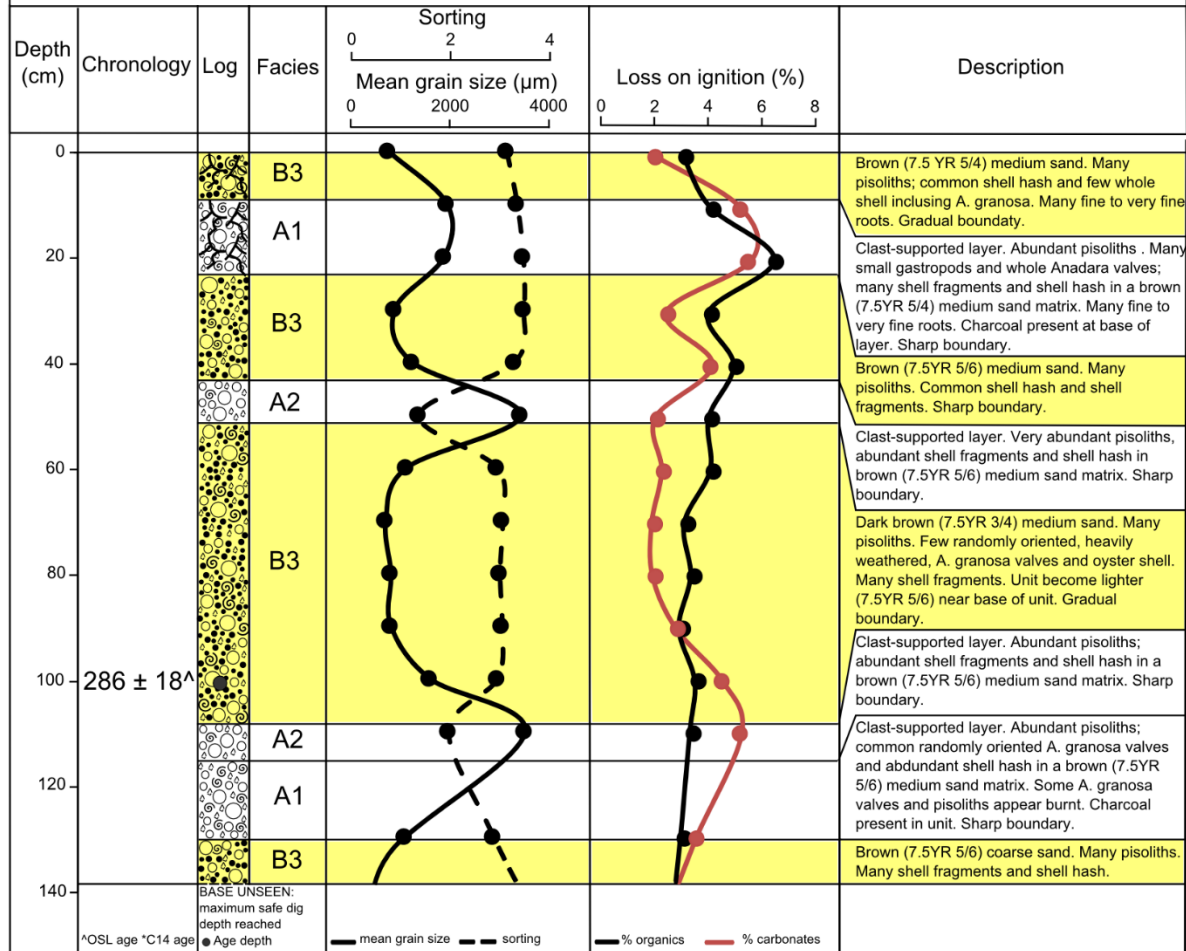 Depth
(cm)
Chronology
Log
Facies
Sorting
0 2 4
Mean grain size (µm)
0 2000 4000
Loss on ignition (%)
0 2 4 6 8
Description
0
20
40
60
80
100
120
140
286 ± 18^
B3
A1
B3
A2
B3
A2
A1
B3
Brown (7.5 YR 5/4) medium sand. Many
pisoliths; common shell hash and few whole
shell inclusing A. granosa. Many fine to very fine
roots. Gradual boundaty.
Clast-supported layer. Abundant pisoliths . Many
small gastropods and whole Anadara valves;
many shell fragments and shell hash in a brown
(7.5YR 5/4) medium sand matrix. Many fine to
very fine roots. Charcoal present at base of
layer. Sharp boundary.
Brown (7.5YR 5/6) medium sand. Many
pisoliths. Common shell hash and shell
fragments. Sharp boundary.
Clast-supported layer. Very abundant pisoliths,
abundant shell fragments and shell hash in
brown (7.5YR 5/6) medium sand matrix. Sharp
boundary.
Dark brown (7.5YR 3/4) medium sand. Many
pisoliths. Few randomly oriented, heavily
weathered, A. granosa valves and oyster shell.
Many shell fragments. Unit become lighter
(7.5YR 5/6) near base of unit. Gradual
boundary.
Clast-supported layer. Abundant pisoliths;
abundant shell fragments and shell hash in a
brown (7.5YR 5/6) medium sand matrix. Sharp
boundary.
Clast-supported layer. Abundant pisoliths;
common randomly oriented A. granosa valves
and abdundant shell hash in a brown (7.5YR
5/6) medium sand matrix. Some A. granosa
valves and pisoliths appear burnt. Charcoal
present in unit. Sharp boundary.
Brown (7.5YR 5/6) coarse sand. Many pisoliths.
Many shell fragments and shell hash.
BASE UNSEEN:
maximum safe dig
depth reached
^OSL age *C14 age
Age depth
mean grain size
sorting
% organics
% carbonates